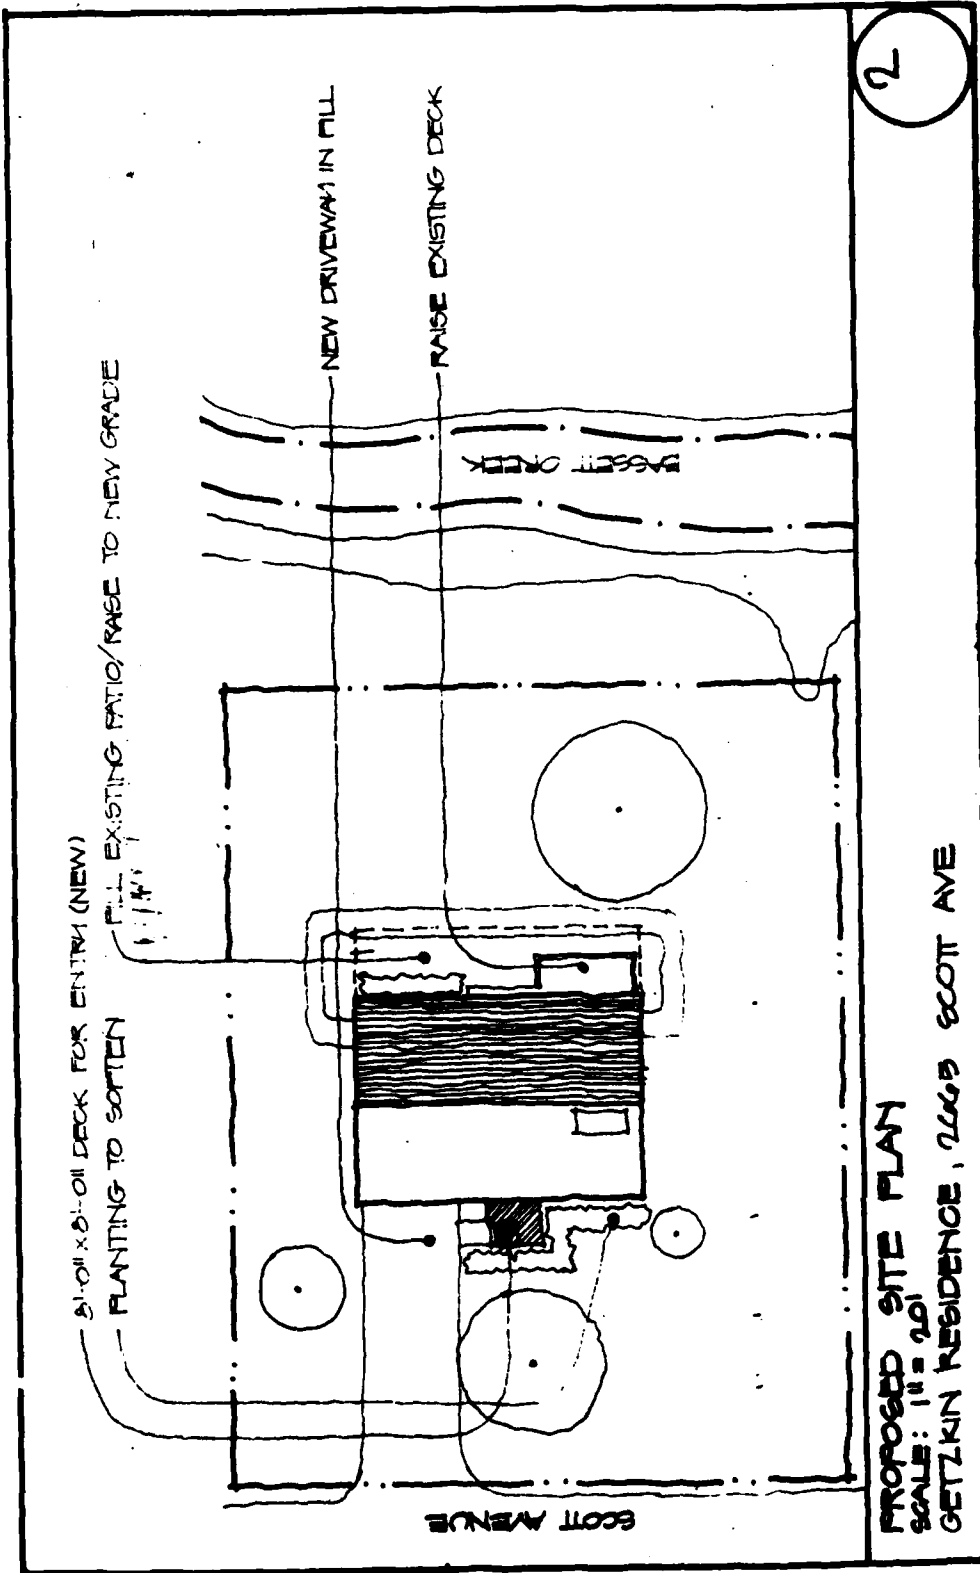 8'-0" x 8'-0" DECK FOR ENTRY (NEW)
PLANTING TO SOFTEN
FILL EXISTING PATIO/RAISE TO NEW GRADE
NEW DRIVEWAY IN FILL
RAISE EXISTING DECK
BASSETT CREEK
SCOTT AVENUE
PROPOSED SITE PLAN
SCALE: 1" = 20'
GETZKIN RESIDENCE, 2665 SCOTT AVE
2